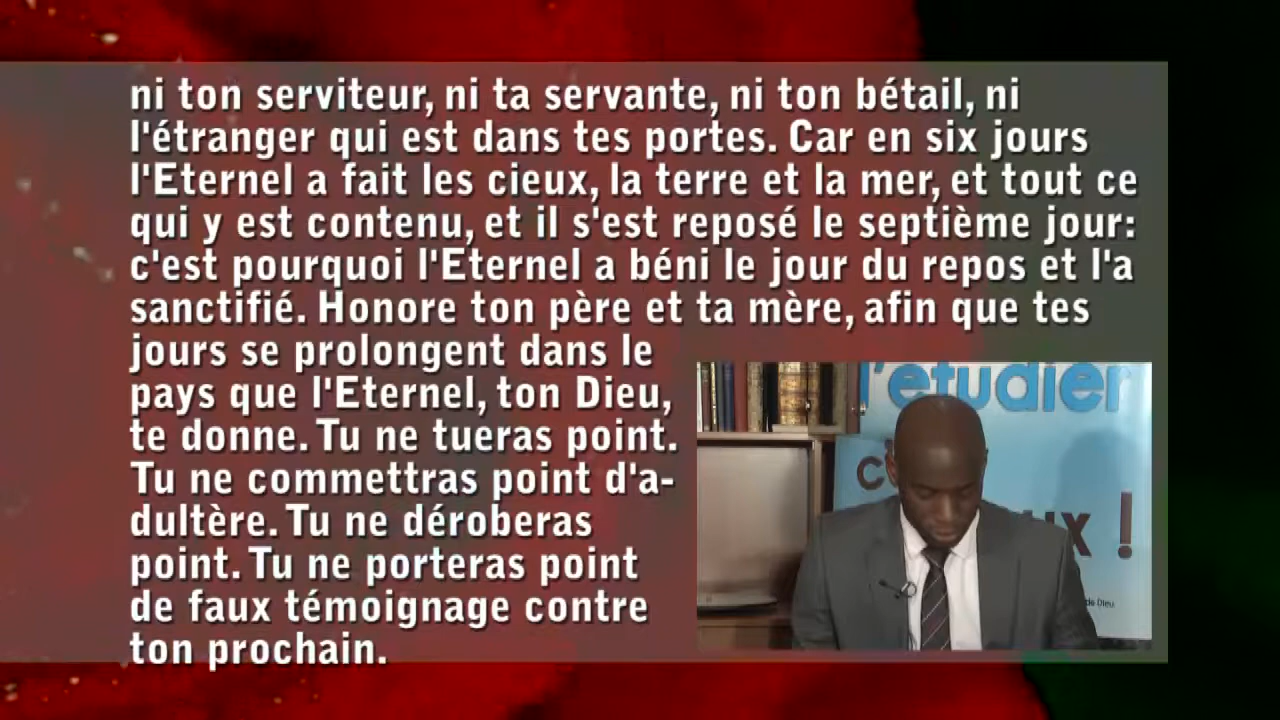 ni ton serviteur, ni ta servante, ni ton bétail, ni
l'étranger qui est dans tes portes. Car en six jours
l'Eternel a fait les cieux, la terre et la mer, et tout ce
qui y est contenu, et il s'est reposé le septième jour:
c'est pourquoi l'Eternel a béni le jour du repos et l'a
sanctifié. Honore ton père et ta mère, afin que tes
jours se prolongent dans le
pays que l'Eternel, ton Dieu,
te donne. Tu ne tueras point.
Tu ne commettras point d'a-
dultère. Tu ne déroberas
point. Tu ne porteras point
de faux témoignage contre
ton prochain.
l'étudier
c
ux !
de Dieu